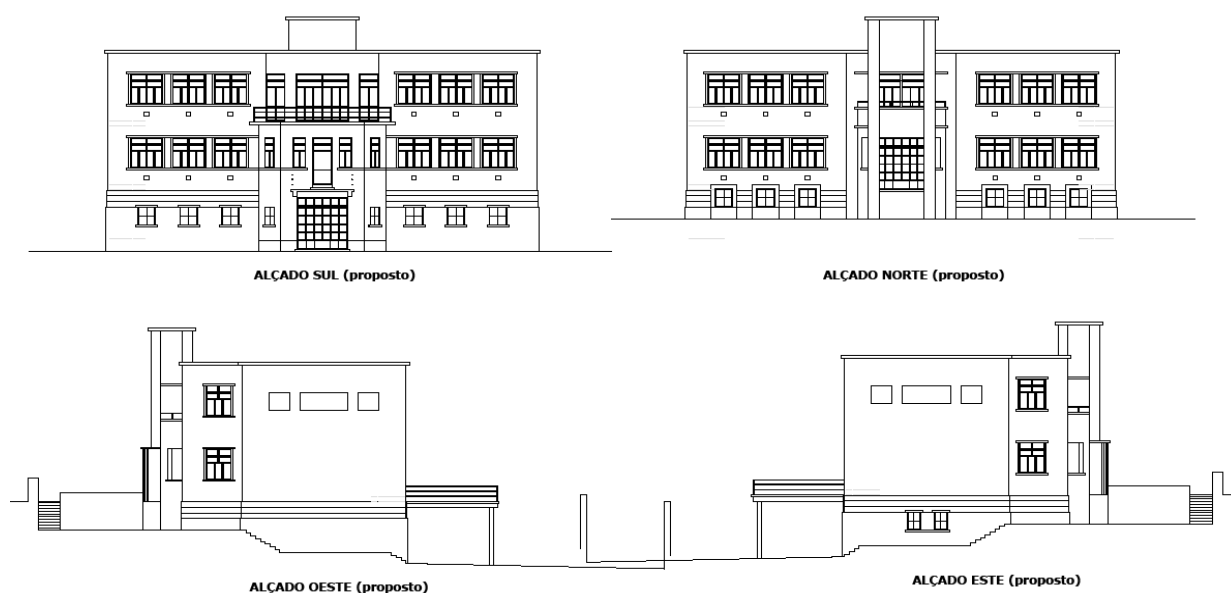 ALÇADO SUL (proposto)
ALÇADO NORTE (proposto)
ALÇADO OESTE (proposto)
ALÇADO ESTE (proposto)